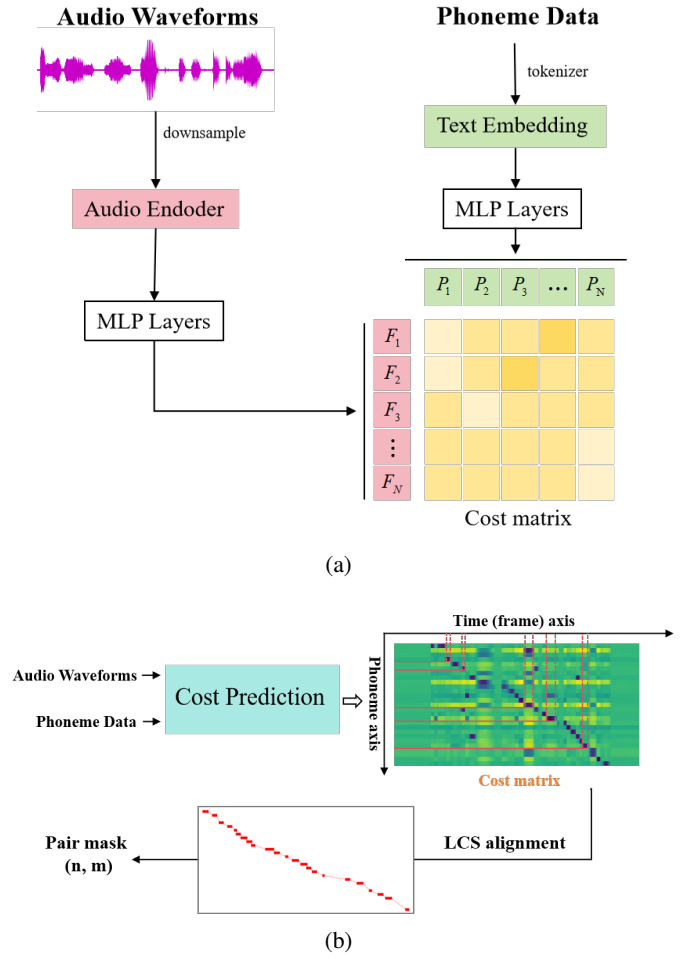 Audio Waveforms
Phoneme Data
downsample
tokenizer
Audio Endoder
Text Embedding
MLP Layers
MLP Layers
P1 P2 P3 ... PN
F1
F2
F3
⋮
FN
Cost matrix
(a)
Time (frame) axis
Phoneme axis
Audio Waveforms
Phoneme Data
Cost Prediction
Cost matrix
LCS alignment
Pair mask
(n, m)
(b)